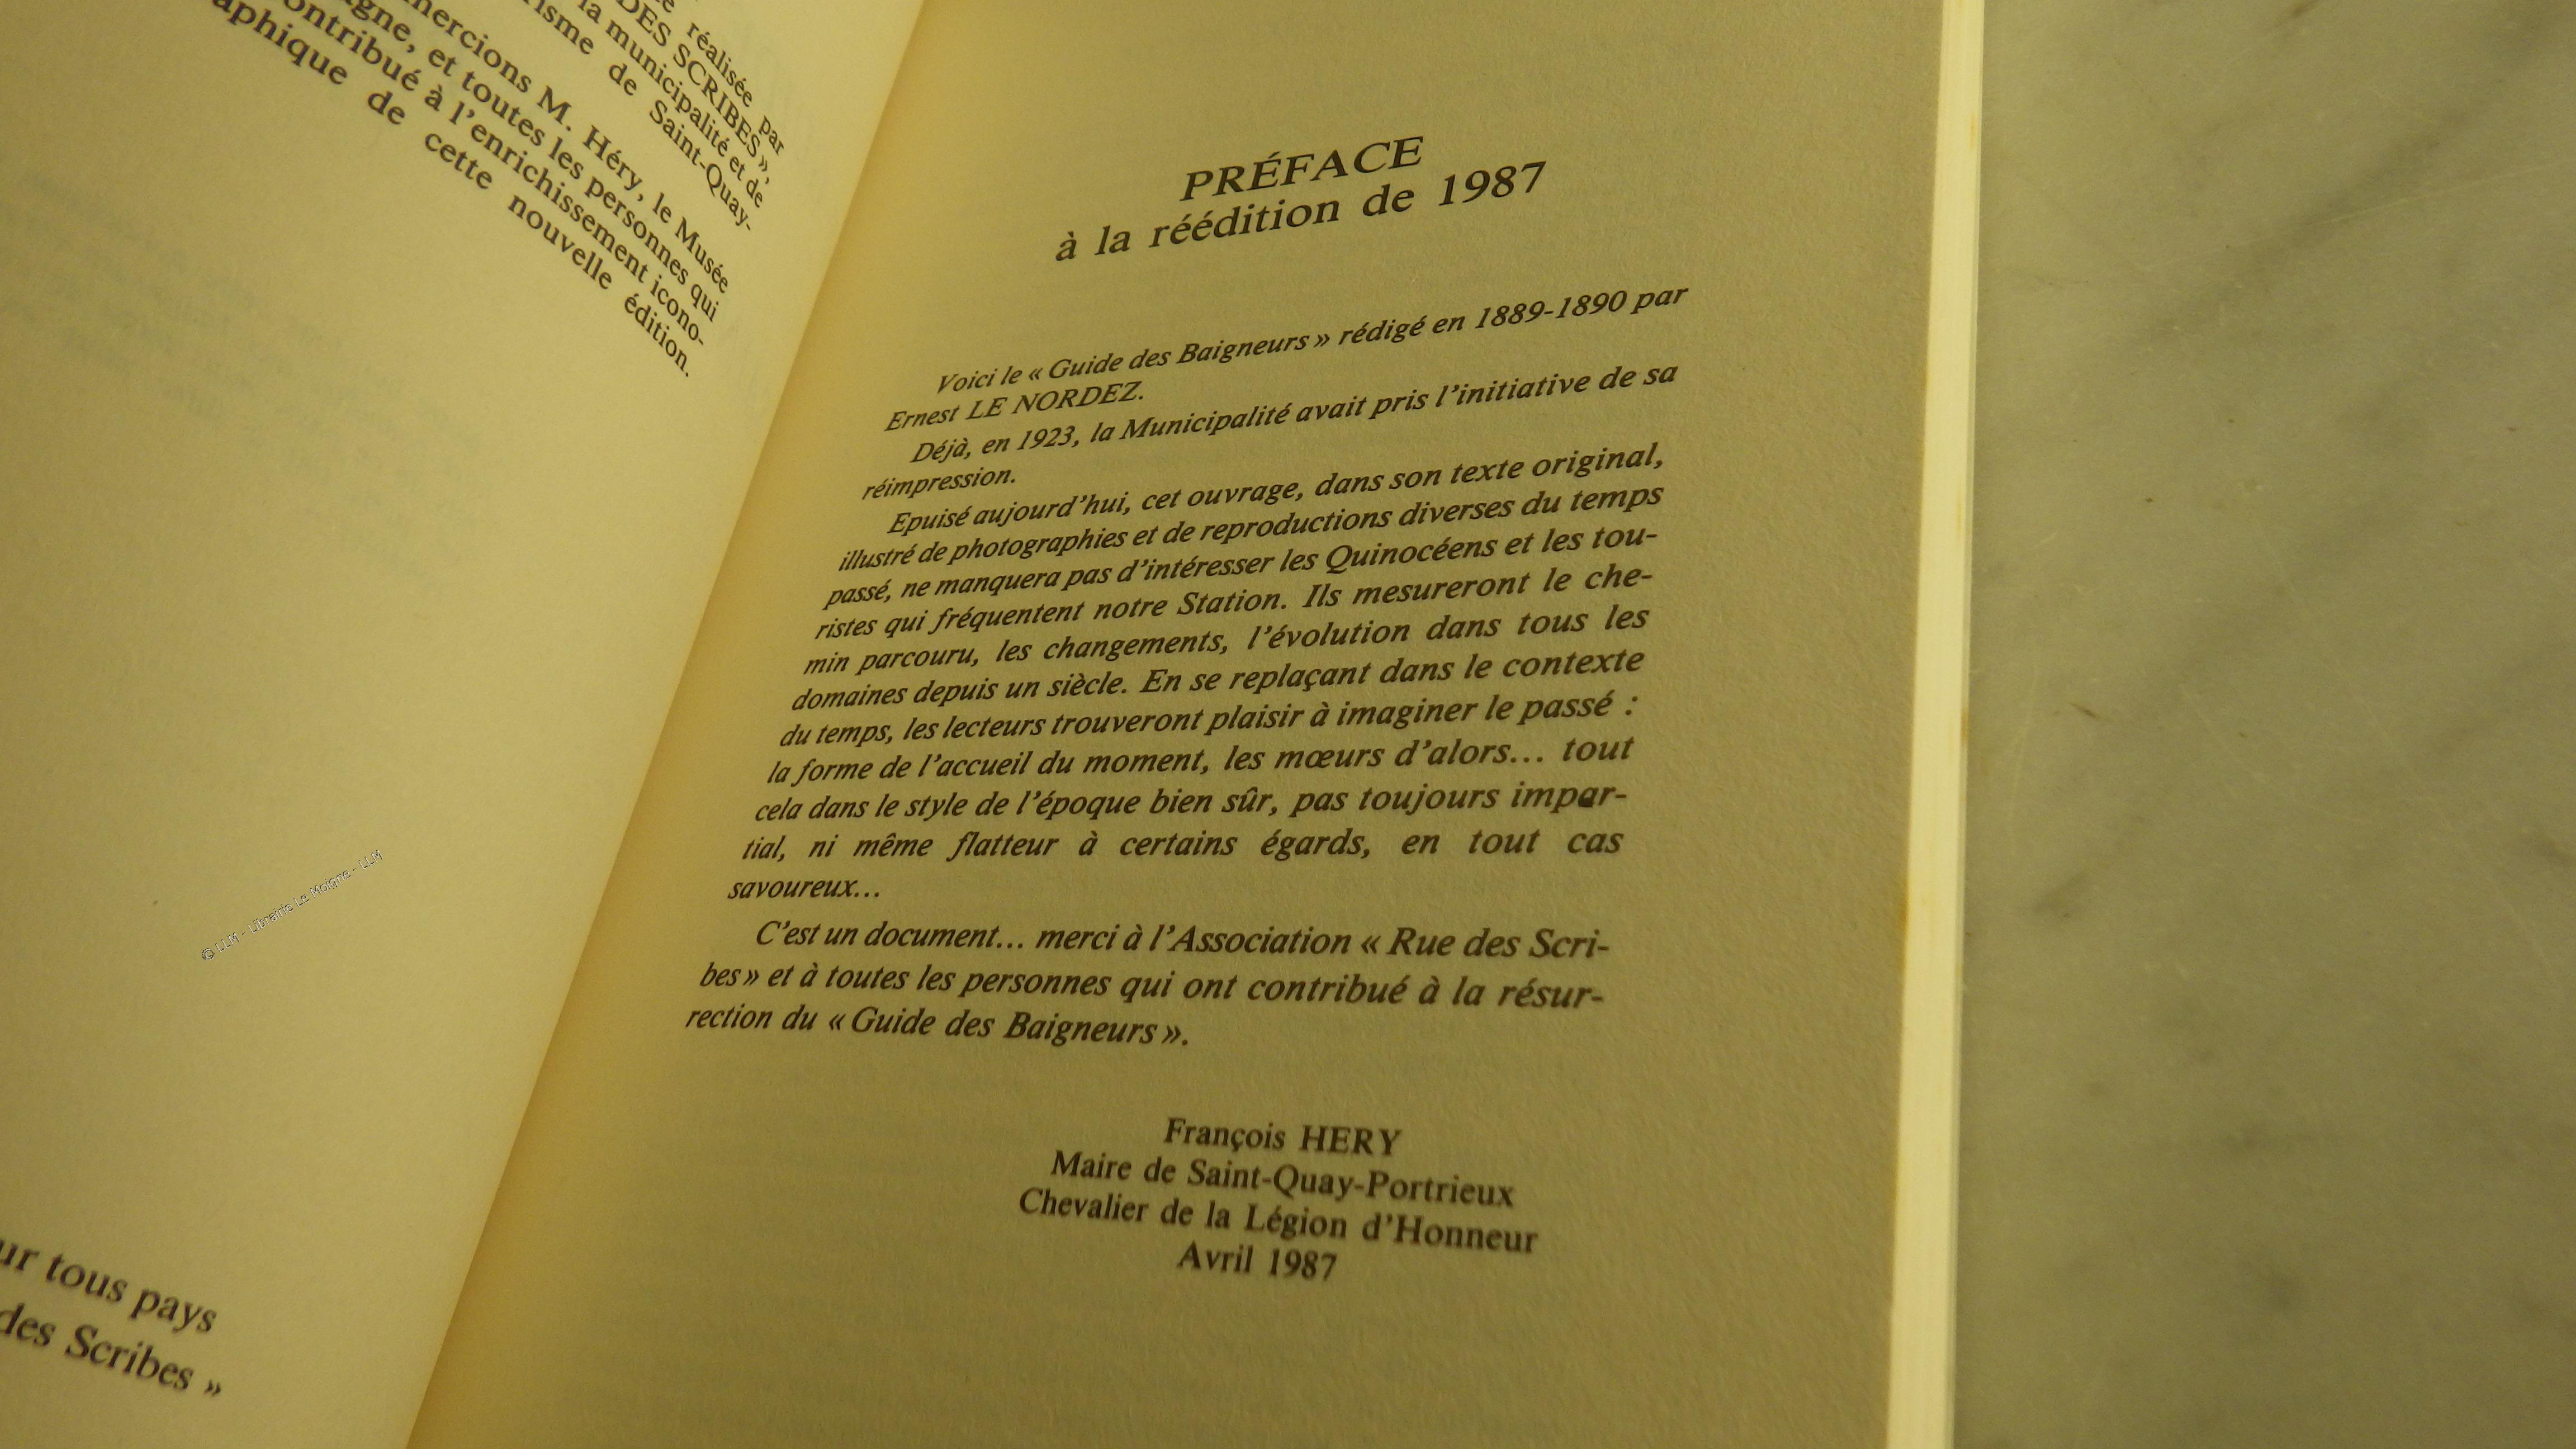 réalisée par
DES SCRIBES »,
la municipalité et de
de Saint-Quay-
mercions M. Héry, le Musée
et toutes les personnes qui
à l'enrichissement icono-
de cette nouvelle édition.
ur tous pays
des Scribes »
© LLM - Librairie Le Moigne - LLM
PRÉFACE
à la réédition de 1987
Voici le « Guide des Baigneurs » rédigé en 1889-1890 par
Ernest LE NORDEZ.
Déjà, en 1923, la Municipalité avait pris l'initiative de sa
réimpression.
Epuisé aujourd'hui, cet ouvrage, dans son texte original,
illustré de photographies et de reproductions diverses du temps
passé, ne manquera pas d'intéresser les Quinocéens et les tou-
ristes qui fréquentent notre Station. Ils mesureront le che-
min parcouru, les changements, l'évolution dans tous les
domaines depuis un siècle. En se replaçant dans le contexte
du temps, les lecteurs trouveront plaisir à imaginer le passé :
la forme de l'accueil du moment, les mœurs d'alors... tout
cela dans le style de l'époque bien sûr, pas toujours impar-
tial, ni même flatteur à certains égards, en tout cas
savoureux...
C'est un document... merci à l'Association « Rue des Scri-
bes » et à toutes les personnes qui ont contribué à la résur-
rection du « Guide des Baigneurs ».
François HERY
Maire de Saint-Quay-Portrieux
Chevalier de la Légion d'Honneur
Avril 1987